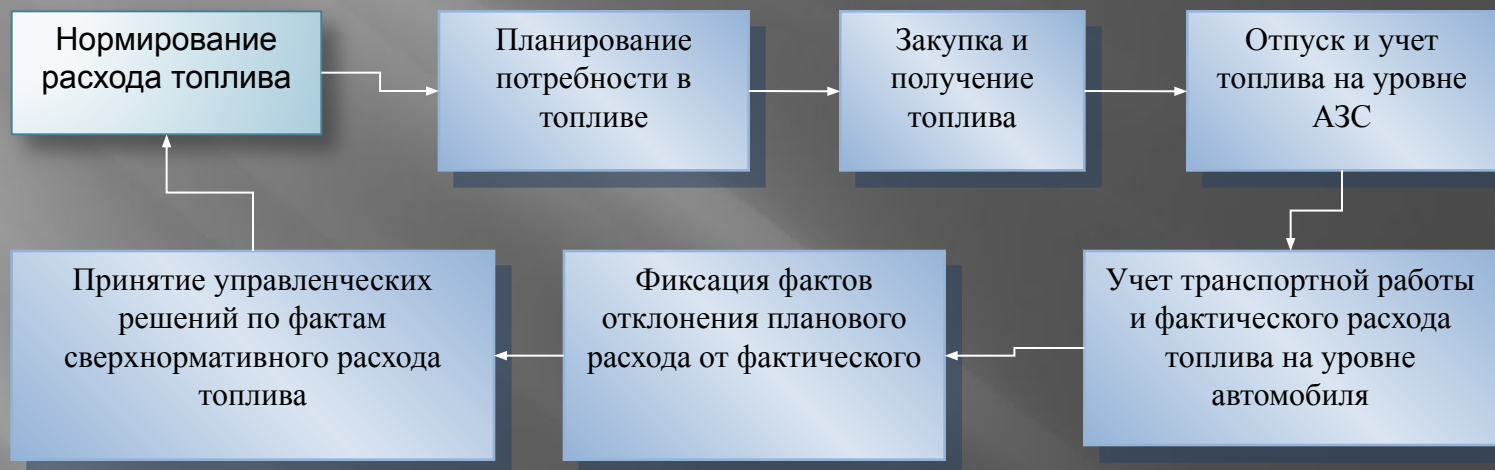 Нормирование
расхода топлива
Планирование
потребности в
топливе
Закупка и
получение
топлива
Отпуск и учет
топлива на уровне
АЗС
Принятие управленческих
решений по фактам
сверхнормативного расхода
топлива
Фиксация фактов
отклонения планового
расхода от фактического
Учет транспортной работы
и фактического расхода
топлива на уровне
автомобиля